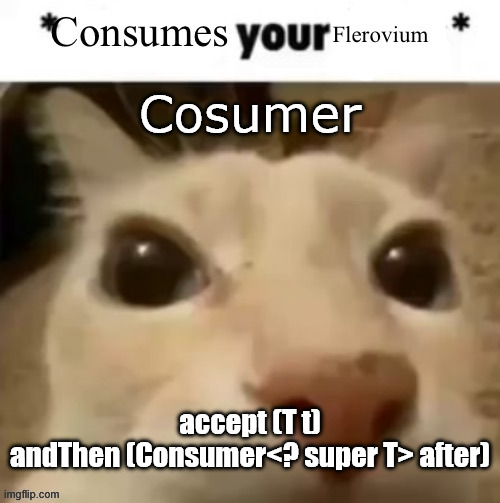 *Consumes your Flerovium *
Cosumer
accept (T t)
andThen (Consumer<? super T> after)
imgflip.com